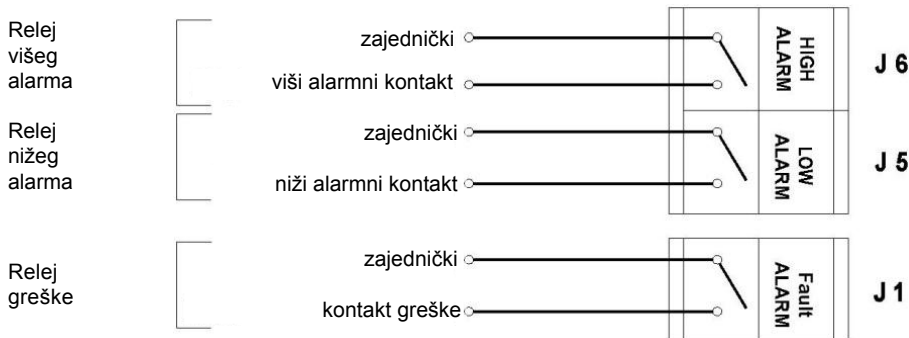 Relej
višeg
alarma
zajednički
viši alarmni kontakt
HIGH
ALARM
J 6
Relej
nižeg
alarma
zajednički
niži alarmni kontakt
LOW
ALARM
J 5
Relej
greške
zajednički
kontakt greške
Fault
ALARM
J 1